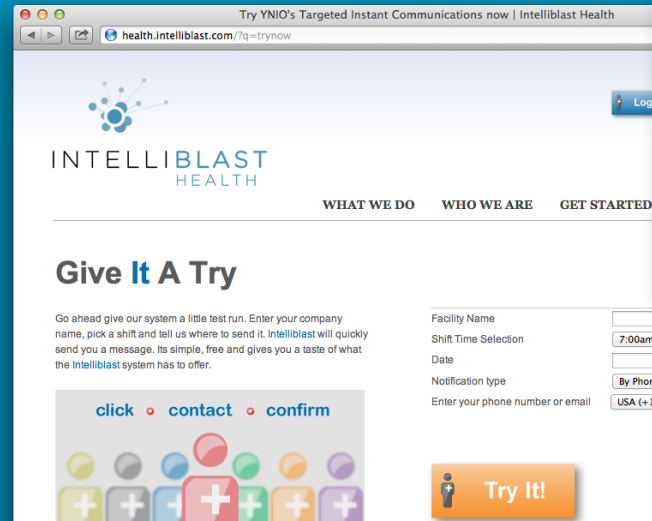 Try YNIO's Targeted Instant Communications now | Intelliblast Health
health.intelliblast.com/?q=trynow
Log
INTELLIBLAST
HEALTH
WHAT WE DO WHO WE ARE GET STARTED
Give It A Try
Go ahead give our system a little test run. Enter your company
name, pick a shift and tell us where to send it. Intelliblast will quickly
send you a message. Its simple, free and gives you a taste of what
the Intelliblast system has to offer.
Facility Name
Shift Time Selection 7:00am
Date
Notification type By Phon
Enter your phone number or email USA (+1
click • contact • confirm
Try It!